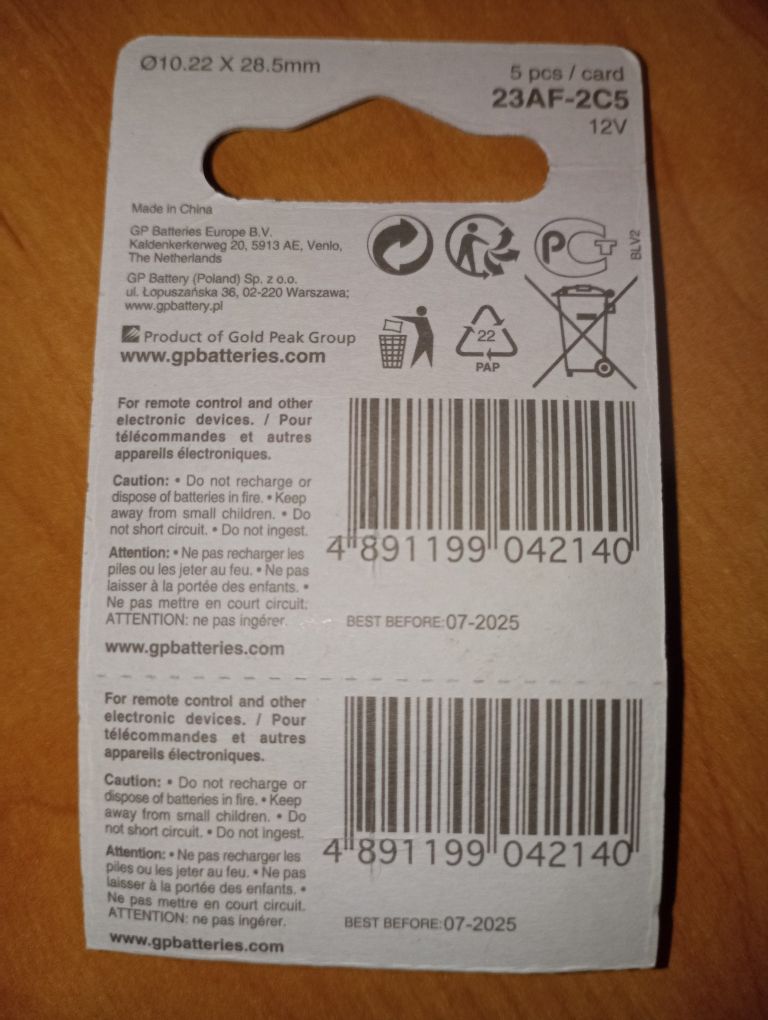 Ø10.22 X 28.5mm
5 pcs / card
23AF-2C5
12V
Made in China
GP Batteries Europe B.V.
Kaldenkerkerweg 20, 5913 AE, Venlo,
The Netherlands
GP Battery (Poland) Sp. z o.o.
ul. Łopuszańska 36, 02-220 Warszawa;
www.gpbattery.pl
Product of Gold Peak Group
www.gpbatteries.com
PCT
BLV2
22
PAP
For remote control and other
electronic devices. / Pour
télécommandes et autres
appareils électroniques.
Caution: • Do not recharge or
dispose of batteries in fire. • Keep
away from small children. • Do
not short circuit. • Do not ingest.
Attention: • Ne pas recharger les
piles ou les jeter au feu. • Ne pas
laisser à la portée des enfants. •
Ne pas mettre en court circuit.
ATTENTION: ne pas ingérer.
www.gpbatteries.com
4 891199 042140
BEST BEFORE: 07-2025
For remote control and other
electronic devices. / Pour
télécommandes et autres
appareils électroniques.
Caution: • Do not recharge or
dispose of batteries in fire. • Keep
away from small children. • Do
not short circuit. • Do not ingest.
Attention: • Ne pas recharger les
piles ou les jeter au feu. • Ne pas
laisser à la portée des enfants. •
Ne pas mettre en court circuit.
ATTENTION: ne pas ingérer.
www.gpbatteries.com
4 891199 042140
BEST BEFORE: 07-2025